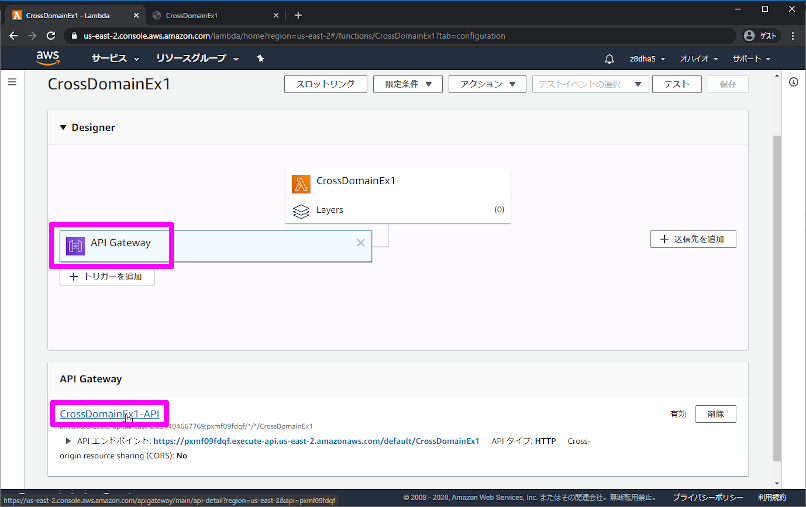 CrossDomainEx1 - Lambda
CrossDomainEx1
us-east-2.console.aws.amazon.com/lambda/home?region=us-east-2#/functions/CrossDomainEx1?tab=configuration
ゲスト
aws
サービス
リソースグループ
z8dha5
オハイオ
サポート
CrossDomainEx1
スロットリング
限定条件
アクション
テストイベントの選択
テスト
保存
Designer
CrossDomainEx1
Layers
(0)
API Gateway
送信先を追加
トリガーを追加
API Gateway
CrossDomainEx1-API
有効
削除
API エンドポイント: https://pxmf09fdqf.execute-api.us-east-2.amazonaws.com/default/CrossDomainEx1 API タイプ: HTTP Cross-
origin resource sharing (CORS): No
https://us-east-2.console.aws.amazon.com/apigateway/main/api-detail?region=us-east-2&api=pxmf09fdqf
© 2008 - 2020, Amazon Web Services, Inc. またはその関連会社。無断転用禁止。
プライバシーポリシー
利用規約